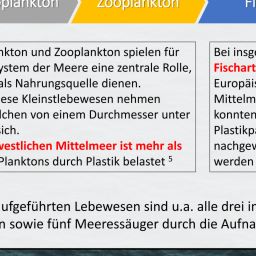 plankton
Zooplankton
Fi
nkton und Zooplankton spielen für
ystem der Meere eine zentrale Rolle,
als Nahrungsquelle dienen.
ese Kleinstlebewesen nehmen
lchen von einem Durchmesser unter
sich.
westlichen Mittelmeer ist mehr als
Planktons durch Plastik belastet 5
Bei insge
Fischart
Europäis
Mittelm
konnten
Plastikpa
nachgew
werden
ufgeführten Lebewesen sind u.a. alle drei in
n sowie fünf Meeressäuger durch die Aufna